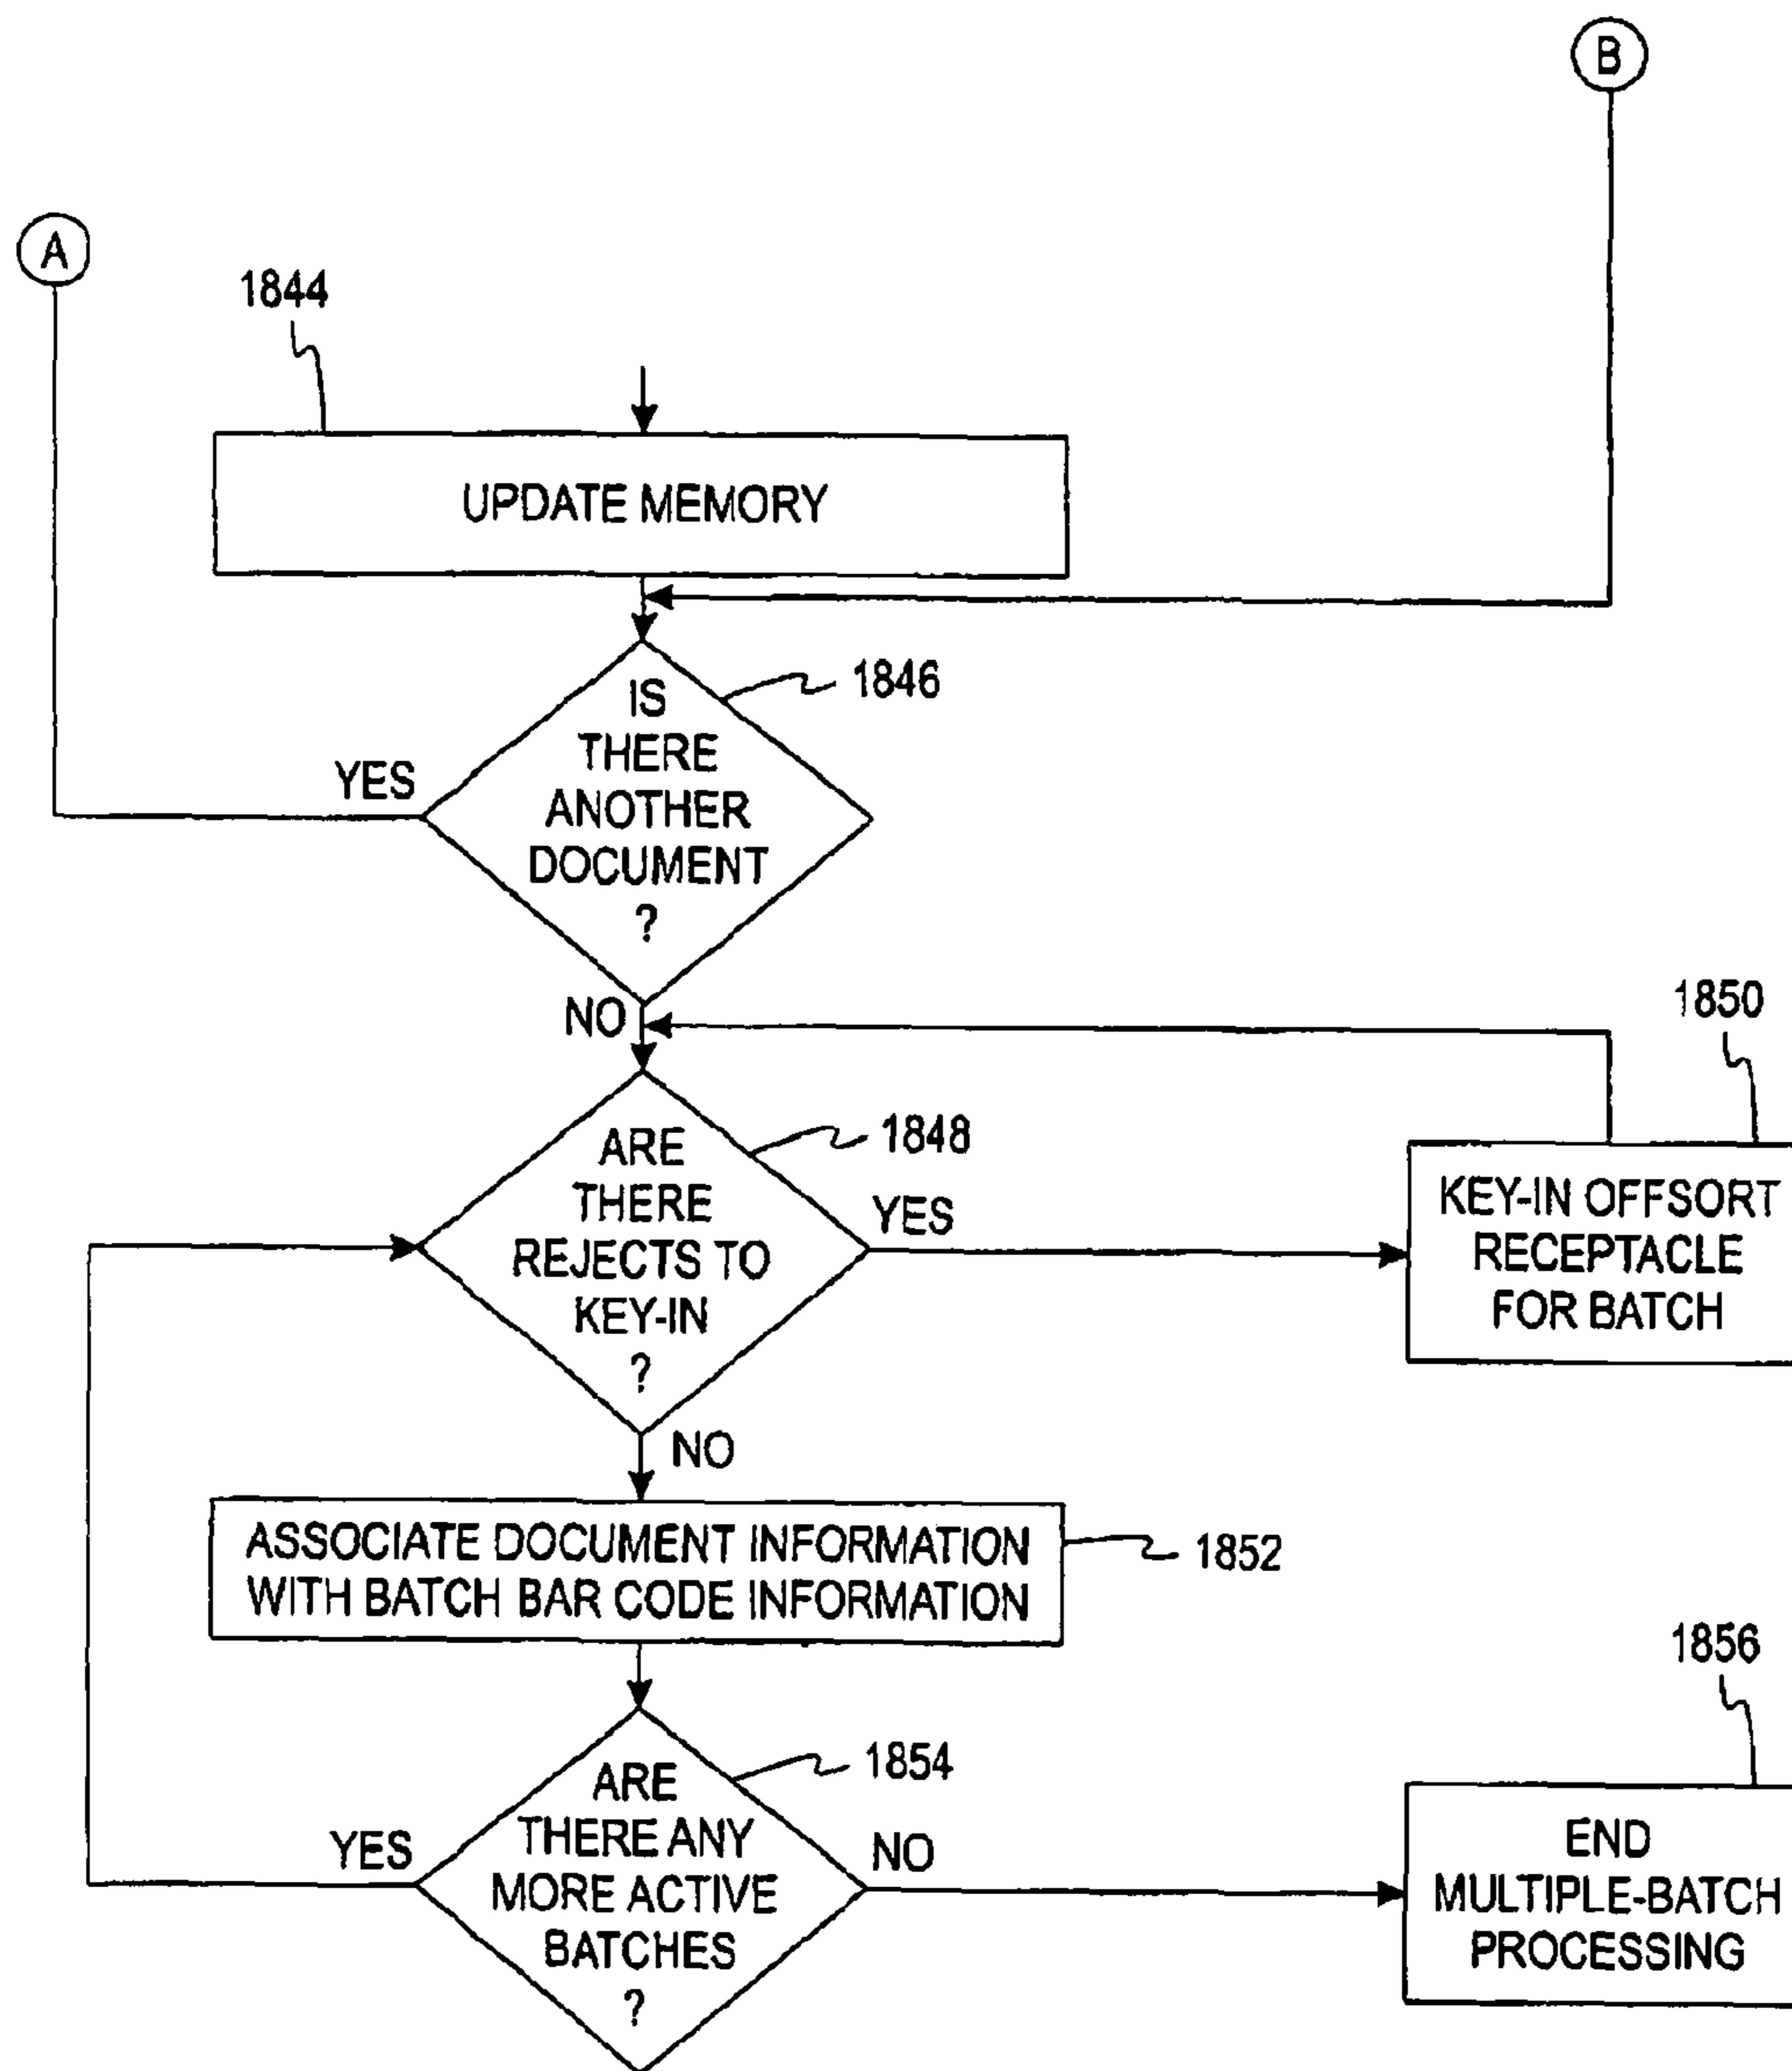 B
A
1844
UPDATE MEMORY
1846
IS
THERE
ANOTHER
DOCUMENT
?
YES
NO
1850
1848
ARE
THERE
REJECTS TO
KEY-IN
?
YES
KEY-IN OFFSORT
RECEPTACLE
FOR BATCH
NO
ASSOCIATE DOCUMENT INFORMATION
WITH BATCH BAR CODE INFORMATION
1852
1856
1854
ARE
THERE ANY
MORE ACTIVE
BATCHES
?
YES
NO
END
MULTIPLE-BATCH
PROCESSING